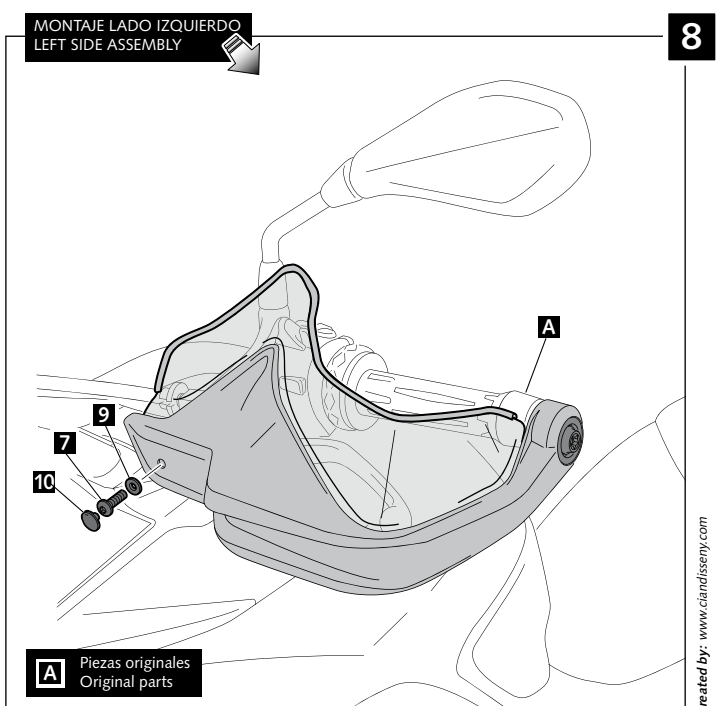 MONTAJE LADO IZQUIERDO
LEFT SIDE ASSEMBLY
8
A
9
7
10
A
Piezas originales
Original parts
reated by: www.ciandisseny.com